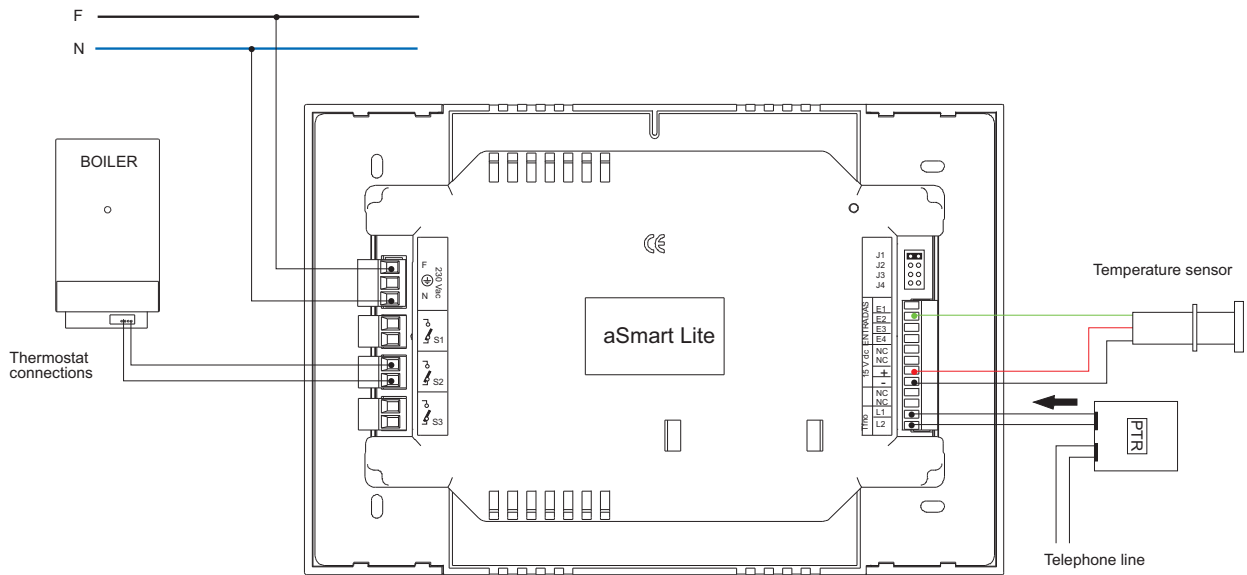 F
N
BOILER
Thermostat
connections
F
N
230 Vac
S1
S2
S3
CE
aSmart Lite
J1
J2
J3
J4
ENTRADAS
E1
E2
E3
E4
NC
NC
15 V dc
+
-
NC
NC
Tfno
L1
L2
Temperature sensor
PTR
Telephone line